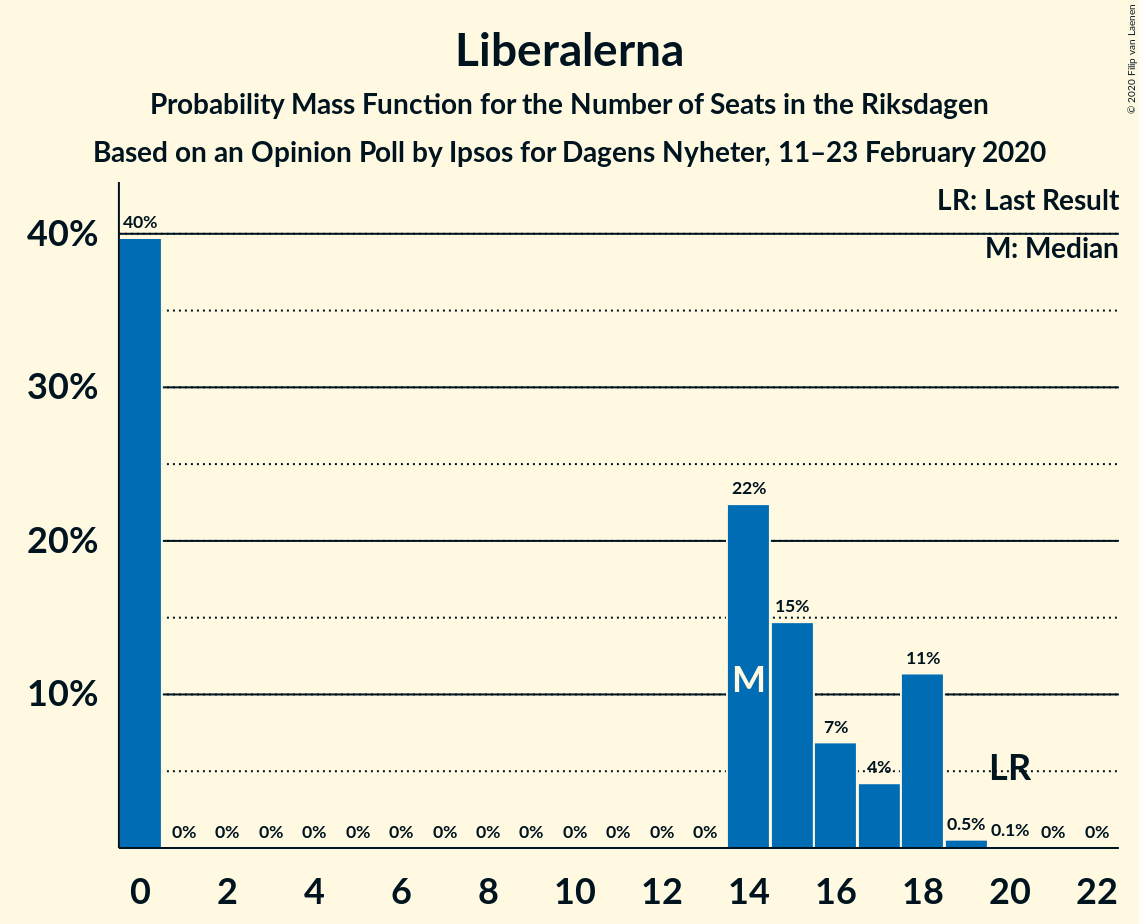 Liberalerna
Probability Mass Function for the Number of Seats in the Riksdagen
Based on an Opinion Poll by Ipsos for Dagens Nyheter, 11–23 February 2020
© 2020 Filip van Laenen
LR: Last Result
M: Median
40%
30%
20%
10%
40%
0% 0% 0% 0% 0% 0% 0% 0% 0% 0% 0% 0% 0%
22%
15%
7%
4%
11%
0.5%
0.1%
0% 0%
M
LR
0 2 4 6 8 10 12 14 16 18 20 22